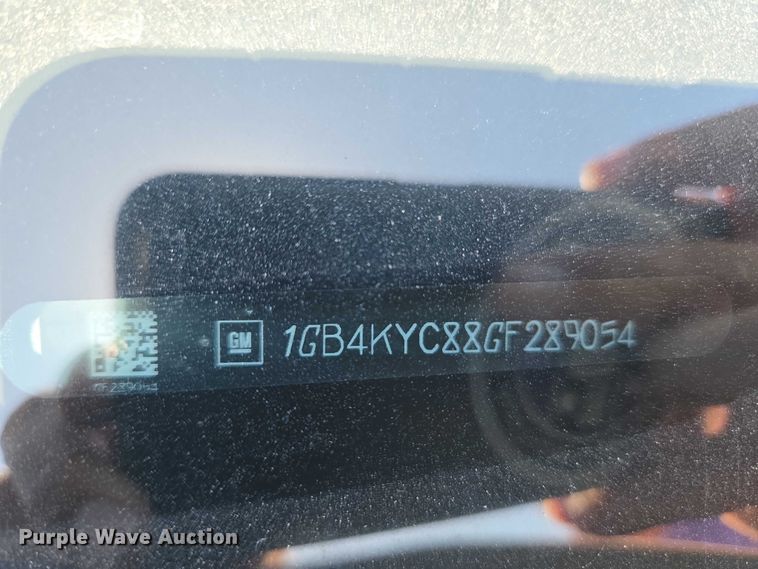 GM 1GB4KYC88GF289054
GF289054
Purple Wave Auction